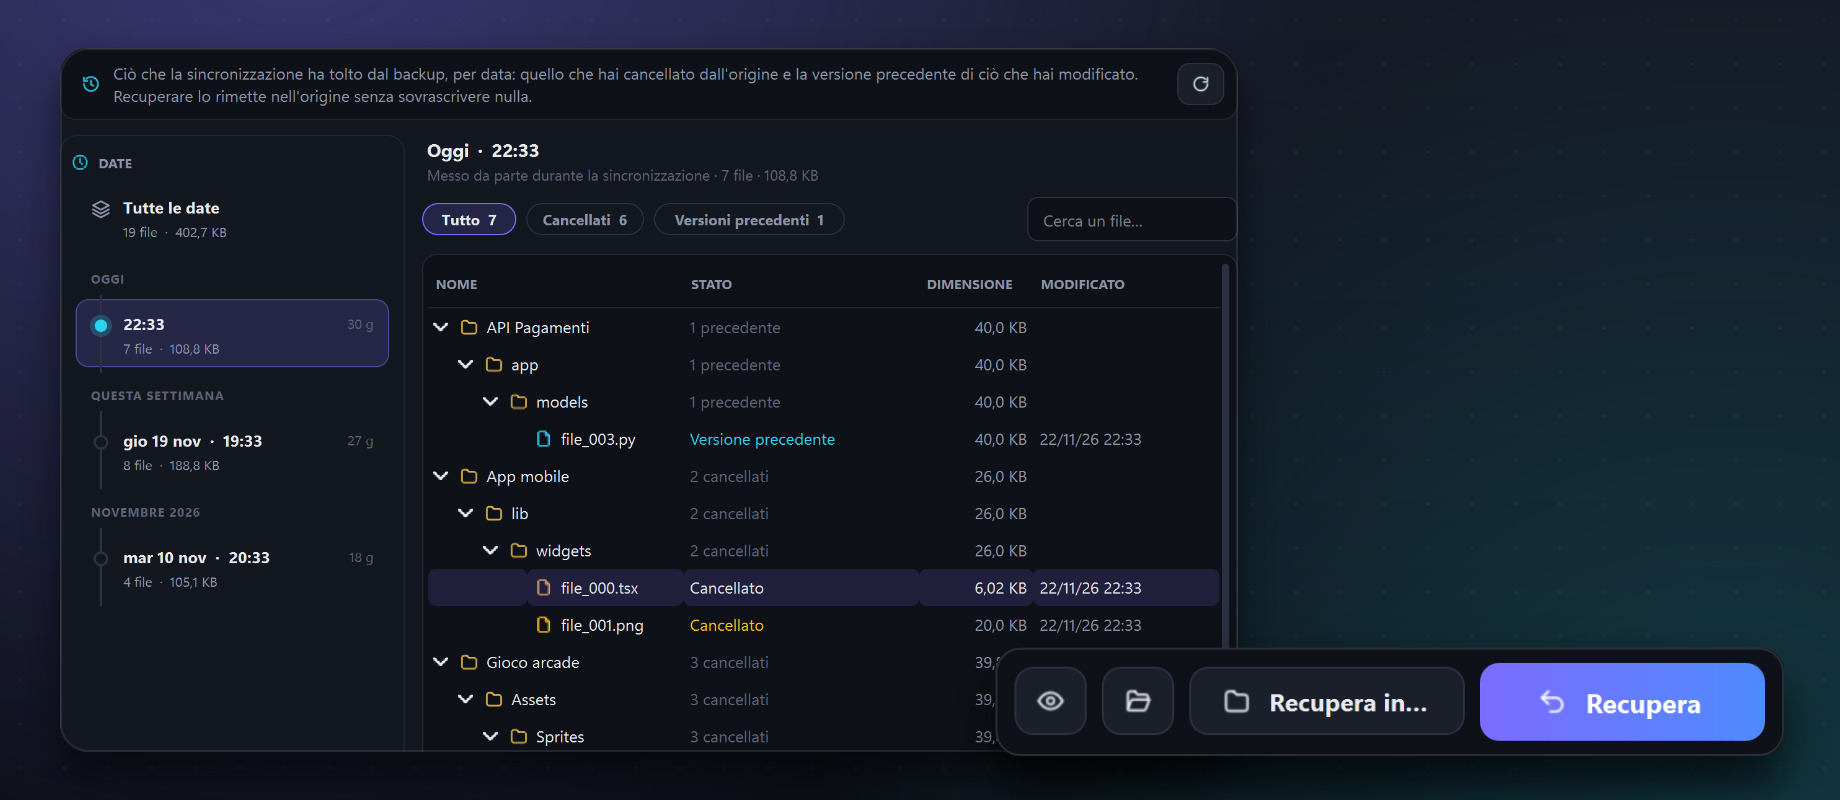 Ciò che la sincronizzazione ha tolto dal backup, per data: quello che hai cancellato dall'origine e la versione precedente di ciò che hai modificato.
Recuperare lo rimette nell'origine senza sovrascrivere nulla.
DATE
Tutte le date
19 file · 402,7 KB
OGGI
22:33 30 g
7 file · 108,8 KB
QUESTA SETTIMANA
gio 19 nov · 19:33 27 g
8 file · 188,8 KB
NOVEMBRE 2026
mar 10 nov · 20:33 18 g
4 file · 105,1 KB
Oggi · 22:33
Messo da parte durante la sincronizzazione · 7 file · 108,8 KB
Tutto 7 Cancellati 6 Versioni precedenti 1 Cerca un file...
NOME STATO DIMENSIONE MODIFICATO
API Pagamenti 1 precedente 40,0 KB
app 1 precedente 40,0 KB
models 1 precedente 40,0 KB
file_003.py Versione precedente 40,0 KB 22/11/26 22:33
App mobile 2 cancellati 26,0 KB
lib 2 cancellati 26,0 KB
widgets 2 cancellati 26,0 KB
file_000.tsx Cancellato 6,02 KB 22/11/26 22:33
file_001.png Cancellato 20,0 KB 22/11/26 22:33
Gioco arcade 3 cancellati
Assets 3 cancellati
Sprites 3 cancellati
Recupera in... Recupera